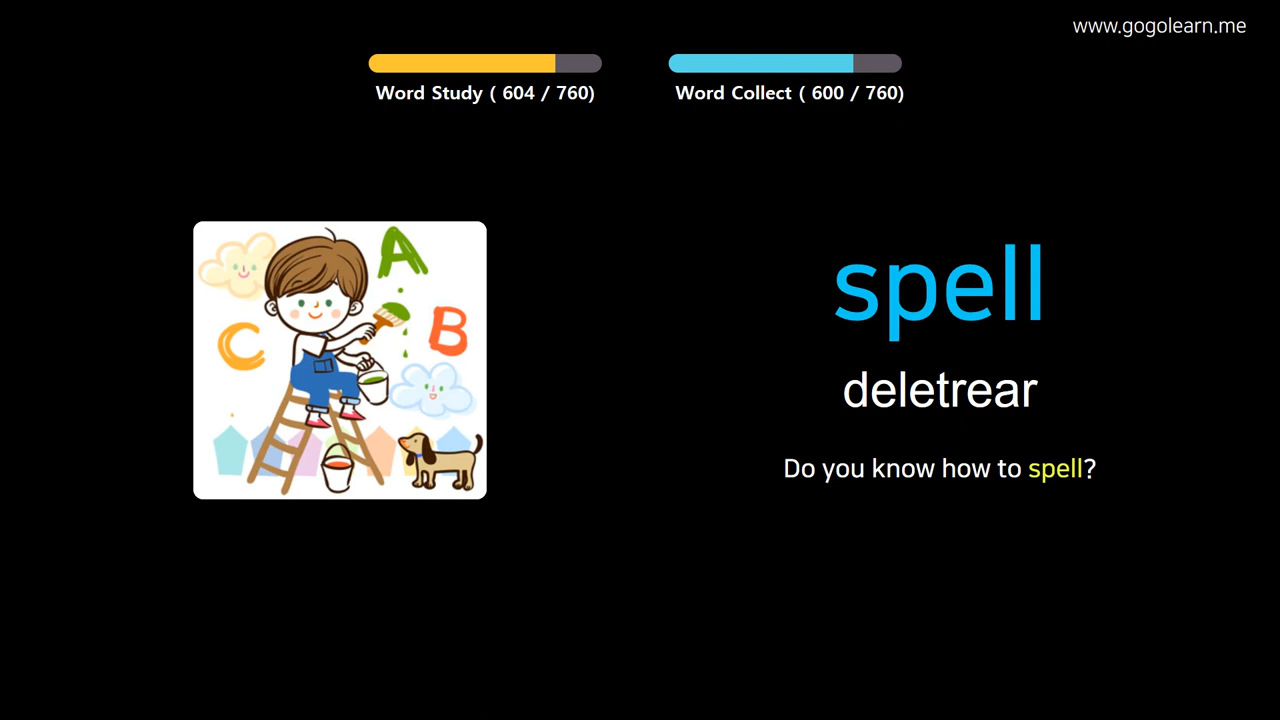 www.gogolearn.me
Word Study ( 604 / 760)
Word Collect ( 600 / 760)
A
B
C
spell
deletrear
Do you know how to spell?